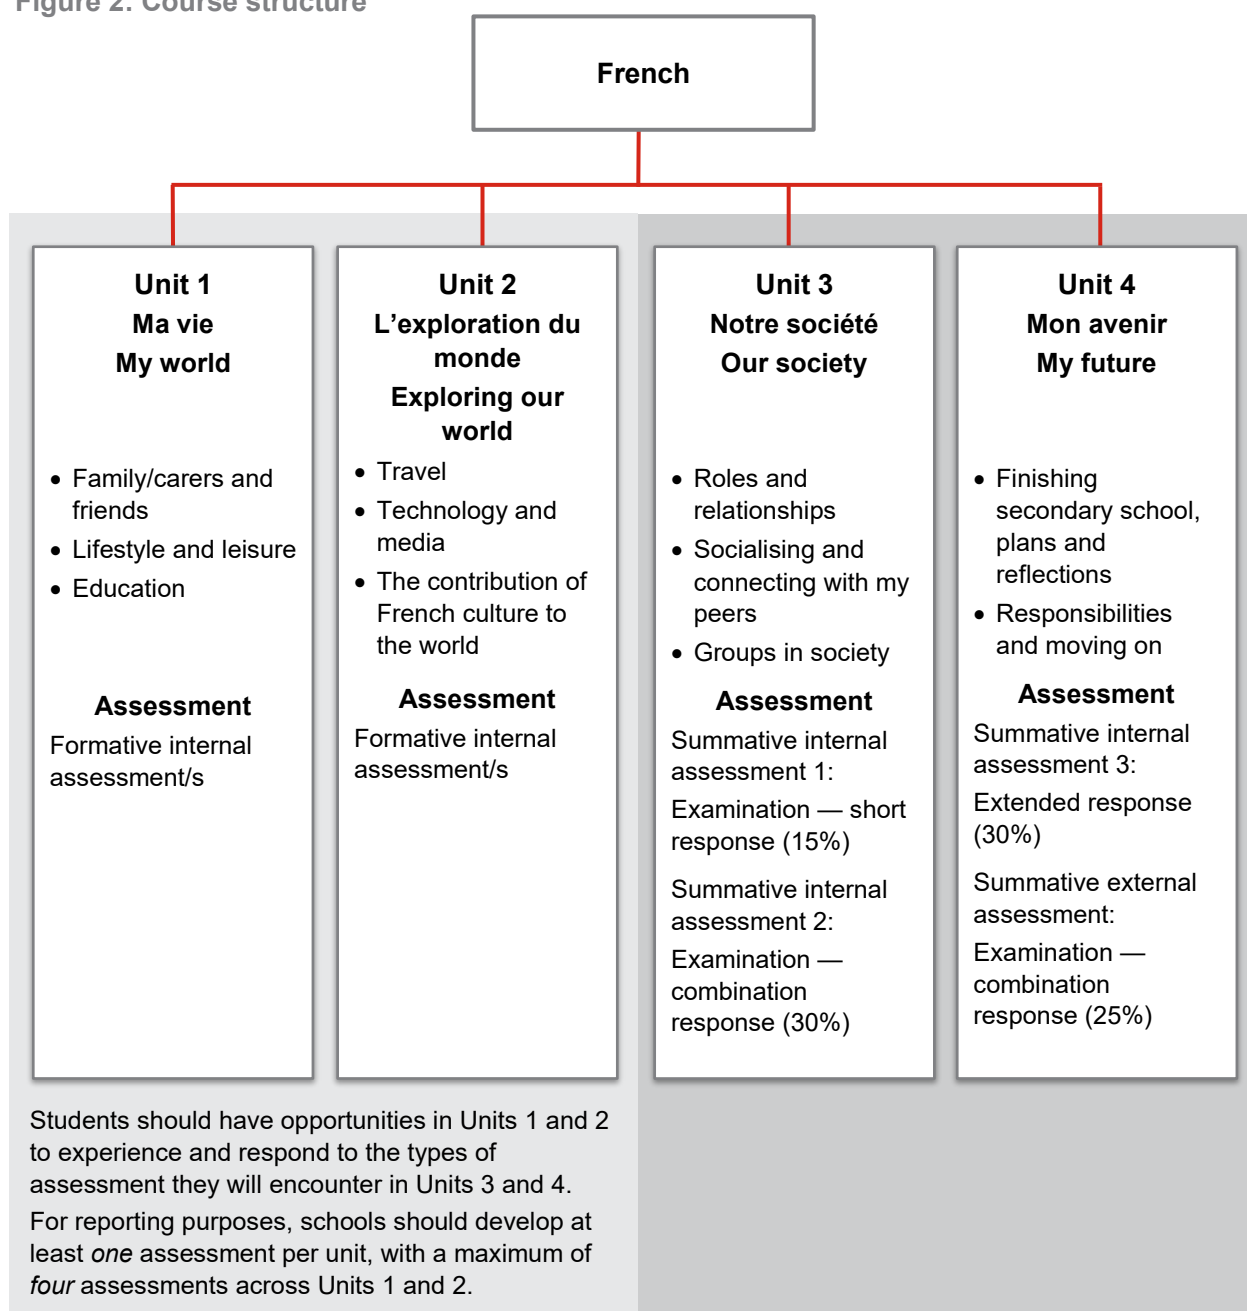 Figure 2: Course structure
French
Unit 1
Ma vie
My world
• Family/carers and
friends
• Lifestyle and leisure
• Education
Assessment
Formative internal
assessment/s
Unit 2
L’exploration du
monde
Exploring our
world
• Travel
• Technology and
media
• The contribution of
French culture to
the world
Assessment
Formative internal
assessment/s
Unit 3
Notre société
Our society
• Roles and
relationships
• Socialising and
connecting with my
peers
• Groups in society
Assessment
Summative internal
assessment 1:
Examination — short
response (15%)
Summative internal
assessment 2:
Examination —
combination
response (30%)
Unit 4
Mon avenir
My future
• Finishing
secondary school,
plans and
reflections
• Responsibilities
and moving on
Assessment
Summative internal
assessment 3:
Extended response
(30%)
Summative external
assessment:
Examination —
combination
response (25%)
Students should have opportunities in Units 1 and 2
to experience and respond to the types of
assessment they will encounter in Units 3 and 4.
For reporting purposes, schools should develop at
least one assessment per unit, with a maximum of
four assessments across Units 1 and 2.